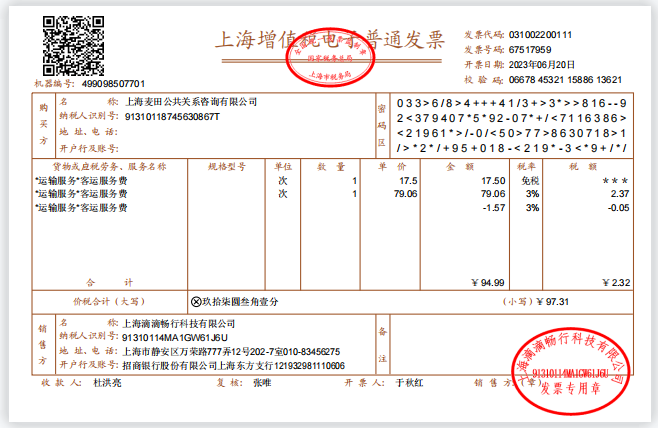 上海增值税电子普通发票
全国统一发票监制章
国家税务总局
上海市税务局
发票代码: 031002200111
发票号码: 67517959
开票日期: 2023年06月20日
校 验 码: 06678 45321 15886 13621
机器编号: 499098507701
购买方
名 称: 上海麦田公共关系咨询有限公司
纳税人识别号: 91310118745630867T
地 址、电 话:
开户行及账号:
密码区
033>6/8>4+++41/3+>3*>>816--9
92<379407*5*92-07*+/<7116386>
<21961*>-/0</50>77>8630718>1
/>*2*/+95+018-<219*-3<*9+/*/
货物或应税劳务、服务名称 规格型号 单位 数 量 单 价 金 额 税率 税 额
*运输服务*客运服务费 次 1 17.5 17.50 免税 ***
*运输服务*客运服务费 次 1 79.06 79.06 3% 2.37
*运输服务*客运服务费 -1.57 3% -0.05
合 计 ￥94.99 ￥2.32
价税合计（大写） ⊗玖拾柒圆叁角壹分 (小写)￥97.31
销售方
名 称: 上海滴滴畅行科技有限公司
纳税人识别号: 91310114MA1GW61J6U
地 址、电 话: 上海市静安区万荣路777弄12号202-7室010-83456275
开户行及账号: 招商银行股份有限公司上海东方支行121932981110606
备注
收 款 人: 杜洪亮 复 核: 张唯 开 票 人: 于秋红 销 售 方:(章)
上海滴滴畅行科技有限公司
91310114MA1GW61J6U
发票专用章